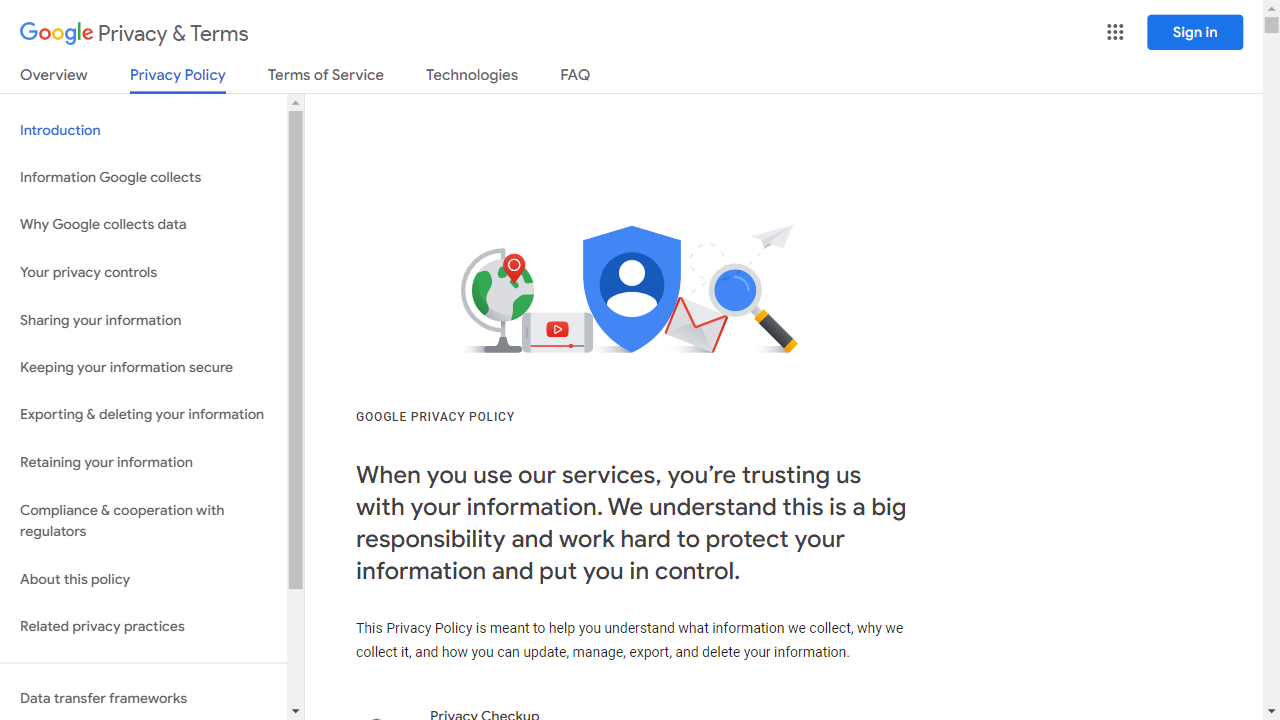 Google Privacy & Terms
Sign in
Overview
Privacy Policy
Terms of Service
Technologies
FAQ
Introduction
Information Google collects
Why Google collects data
Your privacy controls
Sharing your information
Keeping your information secure
Exporting & deleting your information
Retaining your information
Compliance & cooperation with
regulators
About this policy
Related privacy practices
Data transfer frameworks
GOOGLE PRIVACY POLICY
When you use our services, you’re trusting us
with your information. We understand this is a big
responsibility and work hard to protect your
information and put you in control.
This Privacy Policy is meant to help you understand what information we collect, why we
collect it, and how you can update, manage, export, and delete your information.
Privacy Checkup